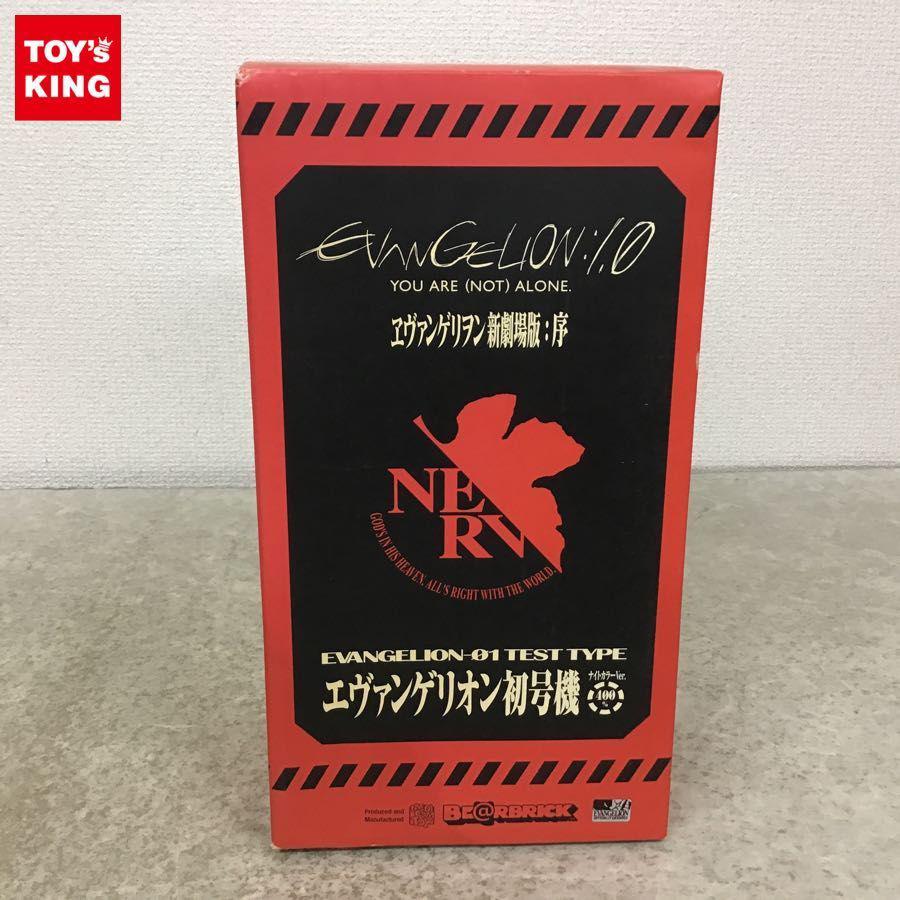 TOY's
KING
EVANGELION:1.0
YOU ARE (NOT) ALONE.
ヱヴァンゲリヲン新劇場版:序
NE
RV
GOD'S IN HIS HEAVEN. ALL'S RIGHT WITH THE WORLD.
EVANGELION-01 TEST TYPE
エヴァンゲリオン初号機
ナイトカラーVer.
400%
Produced and
Manufactured
BE@RBRICK
EVANGELION